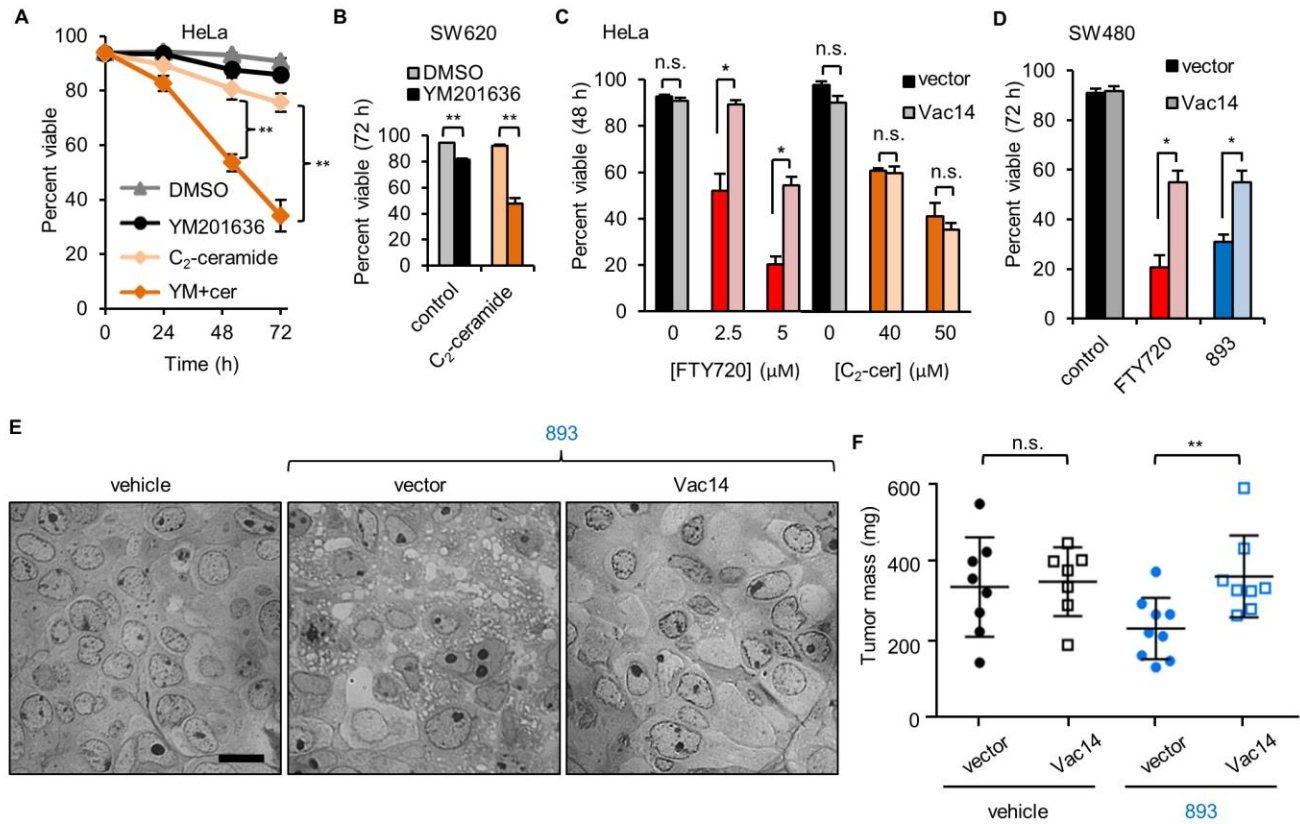 A
HeLa
Percent viable
100
80
60
40
20
0
**
**
DMSO
YM201636
C₂-ceramide
YM+cer
0 24 48 72
Time (h)
B
SW620
DMSO
YM201636
Percent viable (72 h)
100
80
60
40
20
0
** **
control
C₂-ceramide
C
HeLa
Percent viable (48 h)
100
80
60
40
20
0
n.s. * * n.s. n.s. n.s.
vector
Vac14
0 2.5 5 0 40 50
[FTY720] (µM) [C₂-cer] (µM)
D
SW480
vector
Vac14
Percent viable (72 h)
100
80
60
40
20
0
* *
control
FTY720
893
E
893
vehicle vector Vac14
F
n.s. **
Tumor mass (mg)
600
400
200
0
vector Vac14 vector Vac14
vehicle 893